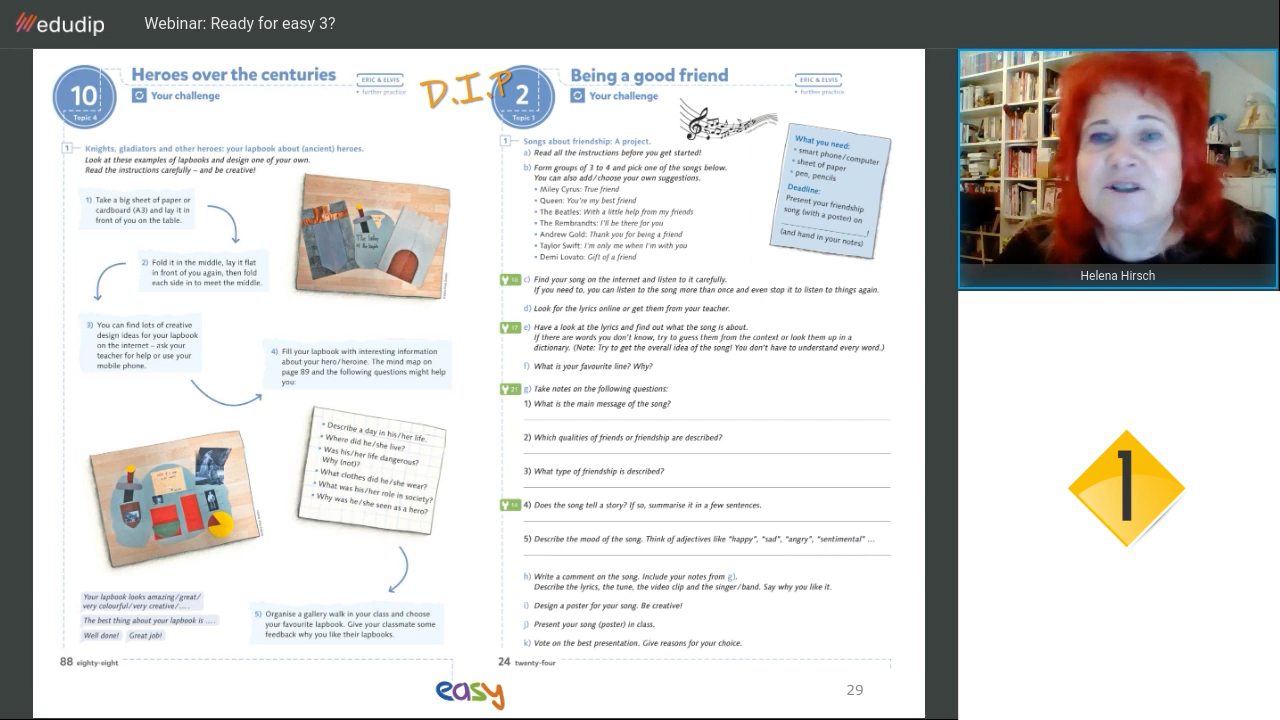 edudip
Webinar: Ready for easy 3?
10
Topic 4
Heroes over the centuries
Your challenge
ERIC & ELVIS
• further practice
1
Knights, gladiators and other heroes: your lapbook about (ancient) heroes.
Look at these examples of lapbooks and design one of your own.
Read the instructions carefully – and be creative!
1) Take a big sheet of paper or
cardboard (A3) and lay it in
front of you on the table.
2) Fold it in the middle, lay it flat
in front of you again, then fold
each side in to meet the middle.
3) You can find lots of creative
design ideas for your lapbook
on the internet – ask your
teacher for help or use your
mobile phone.
4) Fill your lapbook with interesting information
about your hero/heroine. The mind map on
page 89 and the following questions might help
you:
• Describe a day in his/her life.
• Where did he/she live?
• Was his/her life dangerous?
Why (not)?
• What clothes did he/she wear?
• What was his/her role in society?
• Why was he/she seen as a hero?
Your lapbook looks amazing/great/
very colourful/very creative/….
The best thing about your lapbook is ….
Well done! Great job!
5) Organise a gallery walk in your class and choose
your favourite lapbook. Give your classmate some
feedback why you like their lapbooks.
88 eighty-eight
D.I.P
2
Topic 1
Being a good friend
Your challenge
ERIC & ELVIS
• further practice
1
Songs about friendship: A project.
a) Read all the instructions before you get started!
b) Form groups of 3 to 4 and pick one of the songs below.
You can also add/choose your own suggestions.
• Miley Cyrus: True friend
• Queen: You're my best friend
• The Beatles: With a little help from my friends
• The Rembrandts: I'll be there for you
• Andrew Gold: Thank you for being a friend
• Taylor Swift: I'm only me when I'm with you
• Demi Lovato: Gift of a friend
What you need:
• smart phone/computer
• sheet of paper
• pen, pencils
Deadline:
Present your friendship
song (with a poster) on
!
(and hand in your notes)
c) Find your song on the internet and listen to it carefully.
If you need to, you can listen to the song more than once and even stop it to listen to things again.
d) Look for the lyrics online or get them from your teacher.
17 e) Have a look at the lyrics and find out what the song is about.
If there are words you don't know, try to guess them from the context or look them up in a
dictionary. (Note: Try to get the overall idea of the song! You don't have to understand every word.)
f) What is your favourite line? Why?
21 g) Take notes on the following questions:
1) What is the main message of the song?
2) Which qualities of friends or friendship are described?
3) What type of friendship is described?
4) Does the song tell a story? If so, summarise it in a few sentences.
5) Describe the mood of the song. Think of adjectives like “happy”, “sad”, “angry”, “sentimental” …
h) Write a comment on the song. Include your notes from g).
Describe the lyrics, the tune, the video clip and the singer/band. Say why you like it.
i) Design a poster for your song. Be creative!
j) Present your song (poster) in class.
k) Vote on the best presentation. Give reasons for your choice.
24 twenty-four
easy
29
Helena Hirsch
1